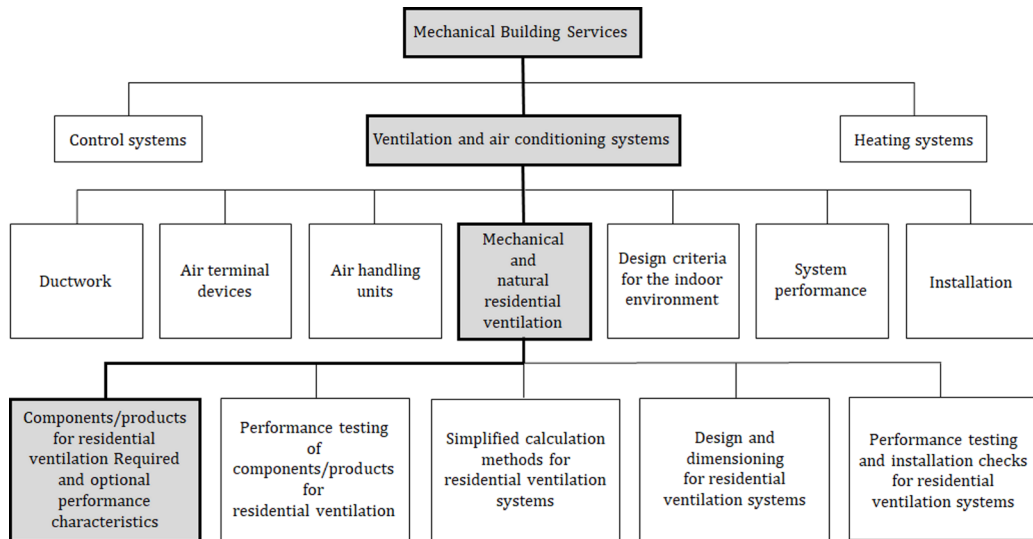 Mechanical Building Services
Control systems
Ventilation and air conditioning systems
Heating systems
Ductwork
Air terminal
devices
Air handling
units
Mechanical
and
natural
residential
ventilation
Design criteria
for the indoor
environment
System
performance
Installation
Components/products
for residential
ventilation Required
and optional
performance
characteristics
Performance testing
of
components/products
for
residential ventilation
Simplified calculation
methods for
residential ventilation
systems
Design and
dimensioning
for residential
ventilation systems
Performance testing
and installation checks
for residential
ventilation systems